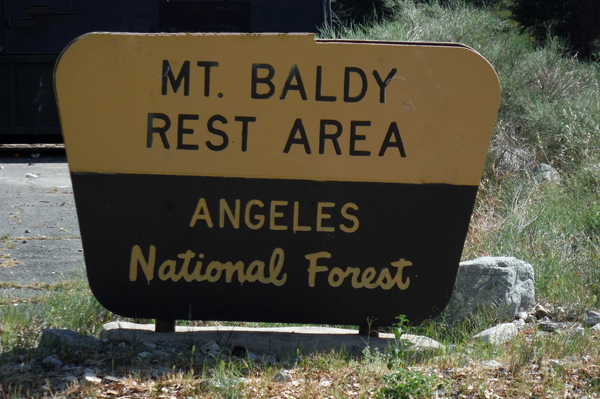 MT. BALDY
REST AREA
ANGELES
National Forest